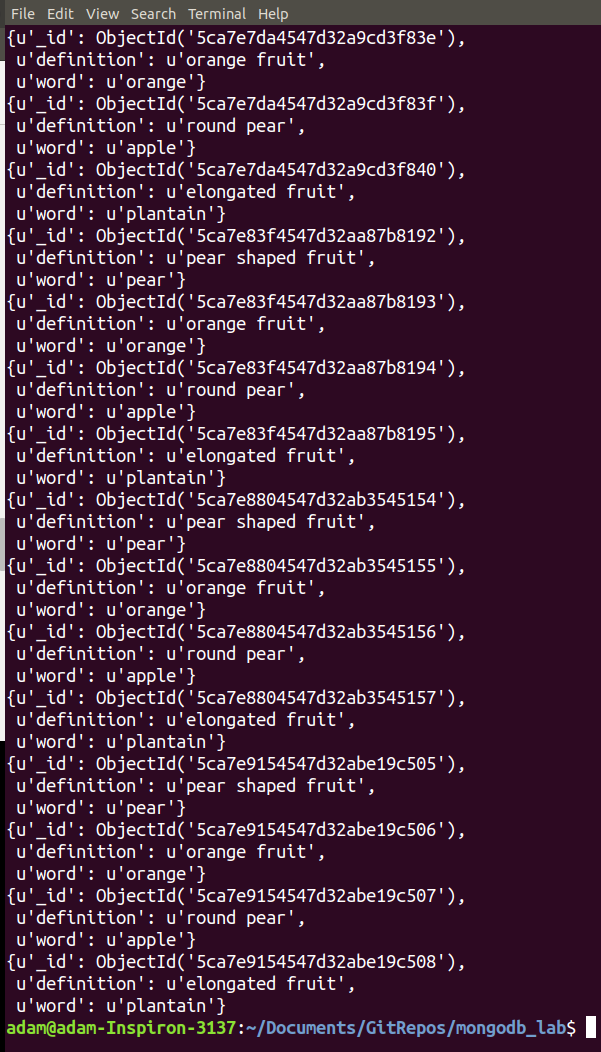 File Edit View Search Terminal Help
{u'_id': ObjectId('5ca7e7da4547d32a9cd3f83e'),
 u'definition': u'orange fruit',
 u'word': u'orange'}
{u'_id': ObjectId('5ca7e7da4547d32a9cd3f83f'),
 u'definition': u'round pear',
 u'word': u'apple'}
{u'_id': ObjectId('5ca7e7da4547d32a9cd3f840'),
 u'definition': u'elongated fruit',
 u'word': u'plantain'}
{u'_id': ObjectId('5ca7e83f4547d32aa87b8192'),
 u'definition': u'pear shaped fruit',
 u'word': u'pear'}
{u'_id': ObjectId('5ca7e83f4547d32aa87b8193'),
 u'definition': u'orange fruit',
 u'word': u'orange'}
{u'_id': ObjectId('5ca7e83f4547d32aa87b8194'),
 u'definition': u'round pear',
 u'word': u'apple'}
{u'_id': ObjectId('5ca7e83f4547d32aa87b8195'),
 u'definition': u'elongated fruit',
 u'word': u'plantain'}
{u'_id': ObjectId('5ca7e8804547d32ab3545154'),
 u'definition': u'pear shaped fruit',
 u'word': u'pear'}
{u'_id': ObjectId('5ca7e8804547d32ab3545155'),
 u'definition': u'orange fruit',
 u'word': u'orange'}
{u'_id': ObjectId('5ca7e8804547d32ab3545156'),
 u'definition': u'round pear',
 u'word': u'apple'}
{u'_id': ObjectId('5ca7e8804547d32ab3545157'),
 u'definition': u'elongated fruit',
 u'word': u'plantain'}
{u'_id': ObjectId('5ca7e9154547d32abe19c505'),
 u'definition': u'pear shaped fruit',
 u'word': u'pear'}
{u'_id': ObjectId('5ca7e9154547d32abe19c506'),
 u'definition': u'orange fruit',
 u'word': u'orange'}
{u'_id': ObjectId('5ca7e9154547d32abe19c507'),
 u'definition': u'round pear',
 u'word': u'apple'}
{u'_id': ObjectId('5ca7e9154547d32abe19c508'),
 u'definition': u'elongated fruit',
 u'word': u'plantain'}
adam@adam-Inspiron-3137:~/Documents/GitRepos/mongodb_lab$